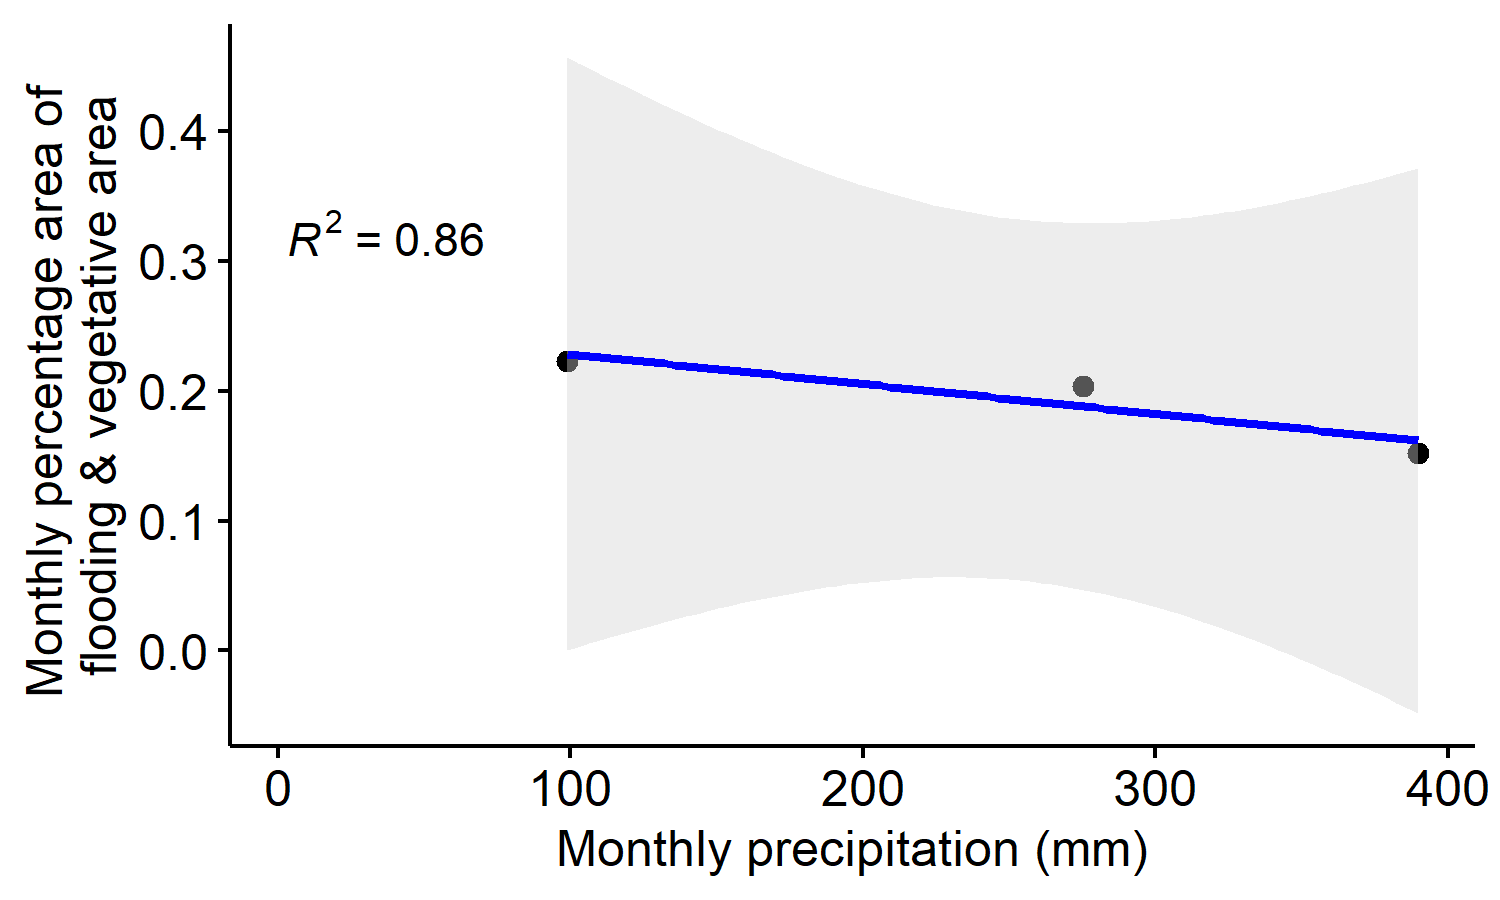 Monthly percentage area of
flooding & vegetative area
0.4
0.3
0.2
0.1
0.0
R² = 0.86
0 100 200 300 400
Monthly precipitation (mm)